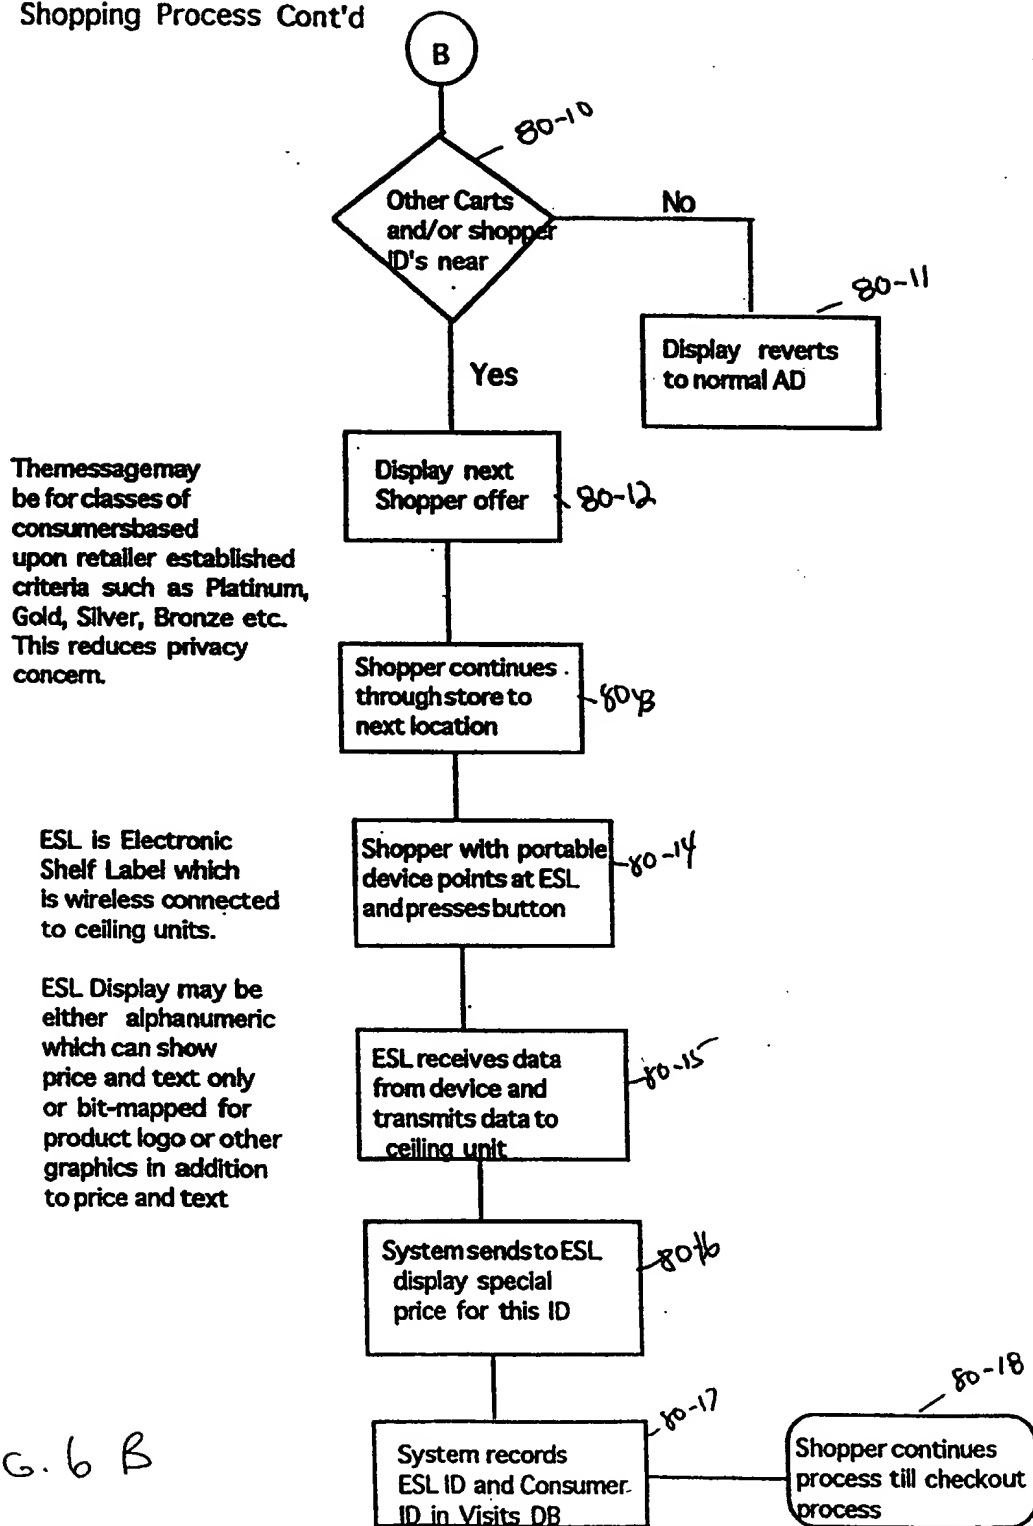 Shopping Process Cont'd
B
80-10
Other Carts
and/or shopper
ID's near
No
80-11
Display reverts
to normal AD
Yes
Display next
Shopper offer
80-12
Themessagemay
be for classes of
consumersbased
upon retailer established
criteria such as Platinum,
Gold, Silver, Bronze etc.
This reduces privacy
concern.
Shopper continues
through store to
next location
80-13
ESL is Electronic
Shelf Label which
is wireless connected
to ceiling units.
Shopper with portable
device points at ESL
and presses button
80-14
ESL Display may be
either alphanumeric
which can show
price and text only
or bit-mapped for
product logo or other
graphics in addition
to price and text
ESL receives data
from device and
transmits data to
ceiling unit
80-15
System sends to ESL
display special
price for this ID
80-16
80-17
System records
ESL ID and Consumer
ID in Visits DB
80-18
Shopper continues
process till checkout
process
G. 6 B